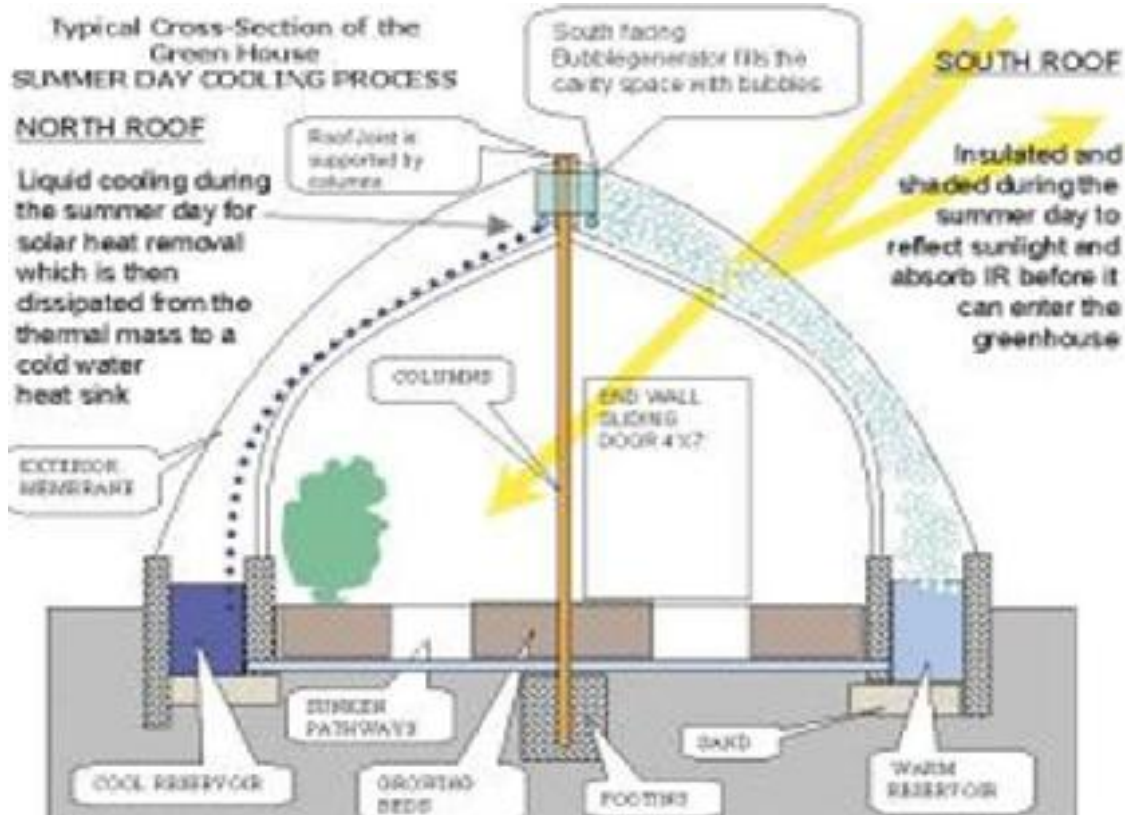 Typical Cross-Section of the
Green House
SUMMER DAY COOLING PROCESS
South facing
Bubblegenerator fills the
cavity space with bubbles
SOUTH ROOF
NORTH ROOF
Roof Joint is
supported by
columns
Liquid cooling during
the summer day for
solar heat removal
which is then
dissipated from the
thermal mass to a
cold water
heat sink
Insulated and
shaded during the
summer day to
reflect sunlight and
absorb IR before it
can enter the
greenhouse
COLUMNS
END WALL
SLIDING
DOOR 4'X7'
EXTERIOR
MEMBRANE
SUNKEN
PATHWAYS
SAND
COOL RESERVOIR
GROWING
BEDS
FOOTING
WARM
RESERVOIR